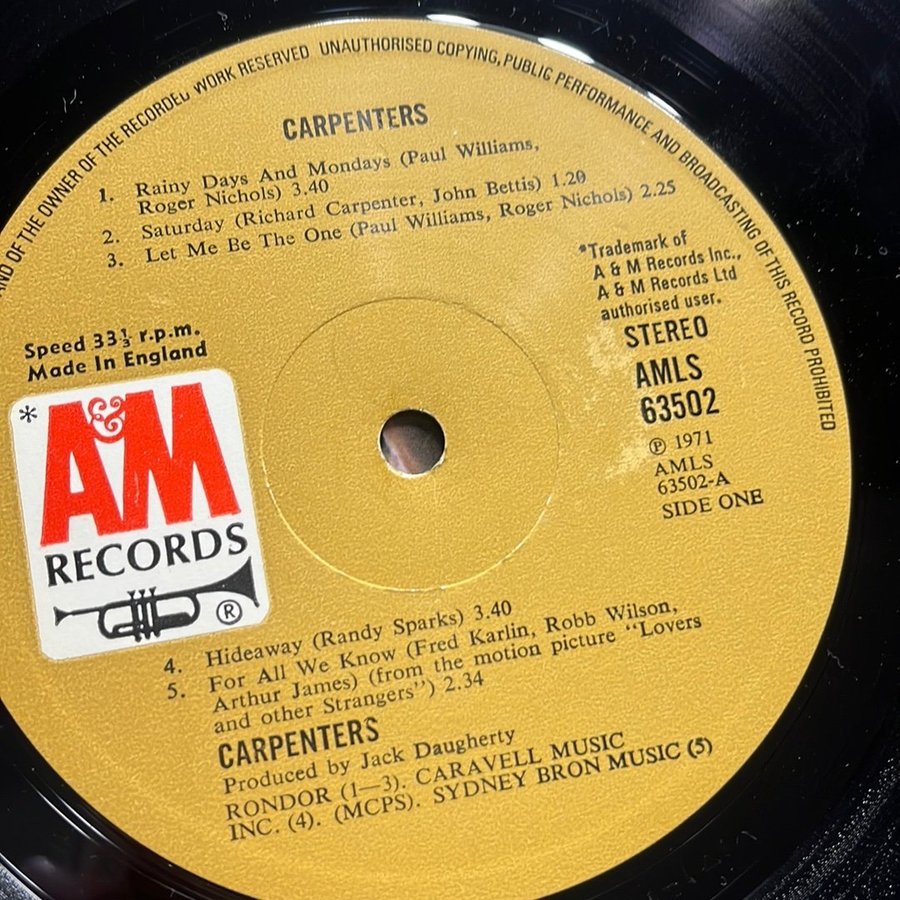 ND OF THE OWNER OF THE RECORDED WORK RESERVED UNAUTHORISED COPYING, PUBLIC PERFORMANCE AND BROADCASTING OF THIS RECORD PROHIBITED
CARPENTERS
1. Rainy Days And Mondays (Paul Williams,
Roger Nichols) 3.40
2. Saturday (Richard Carpenter, John Bettis) 1.20
3. Let Me Be The One (Paul Williams, Roger Nichols) 2.25
*Trademark of
A & M Records Inc.,
A & M Records Ltd
authorised user.
Speed 33⅓ r.p.m.
Made In England
STEREO
AMLS
63502
℗ 1971
AMLS
63502-A
SIDE ONE
* A&M
RECORDS
®
4. Hideaway (Randy Sparks) 3.40
5. For All We Know (Fred Karlin, Robb Wilson,
Arthur James) (from the motion picture "Lovers
and other Strangers") 2.34
CARPENTERS
Produced by Jack Daugherty
RONDOR (1—3). CARAVELL MUSIC
INC. (4). (MCPS). SYDNEY BRON MUSIC (5)